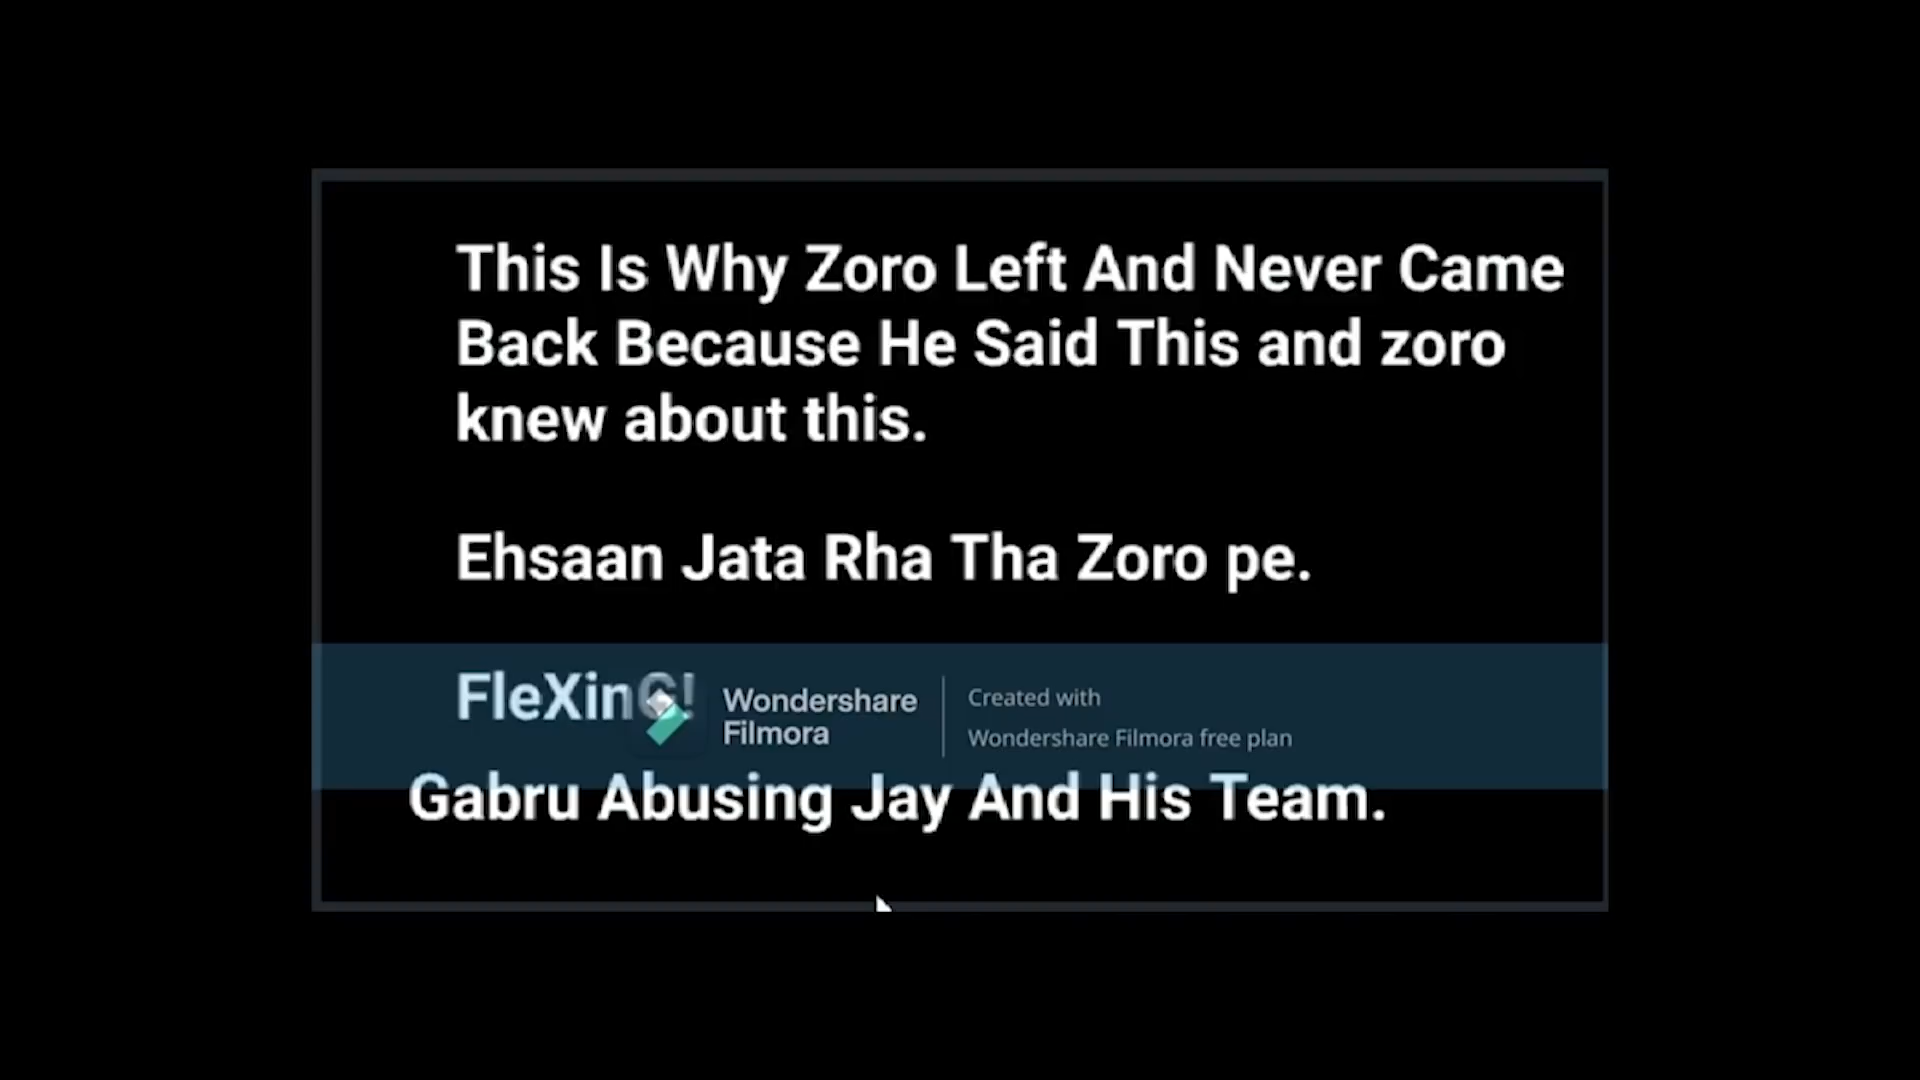 This Is Why Zoro Left And Never Came
Back Because He Said This and zoro
knew about this.
Ehsaan Jata Rha Tha Zoro pe.
FleXinG!
Wondershare
Filmora
Created with
Wondershare Filmora free plan
Gabru Abusing Jay And His Team.